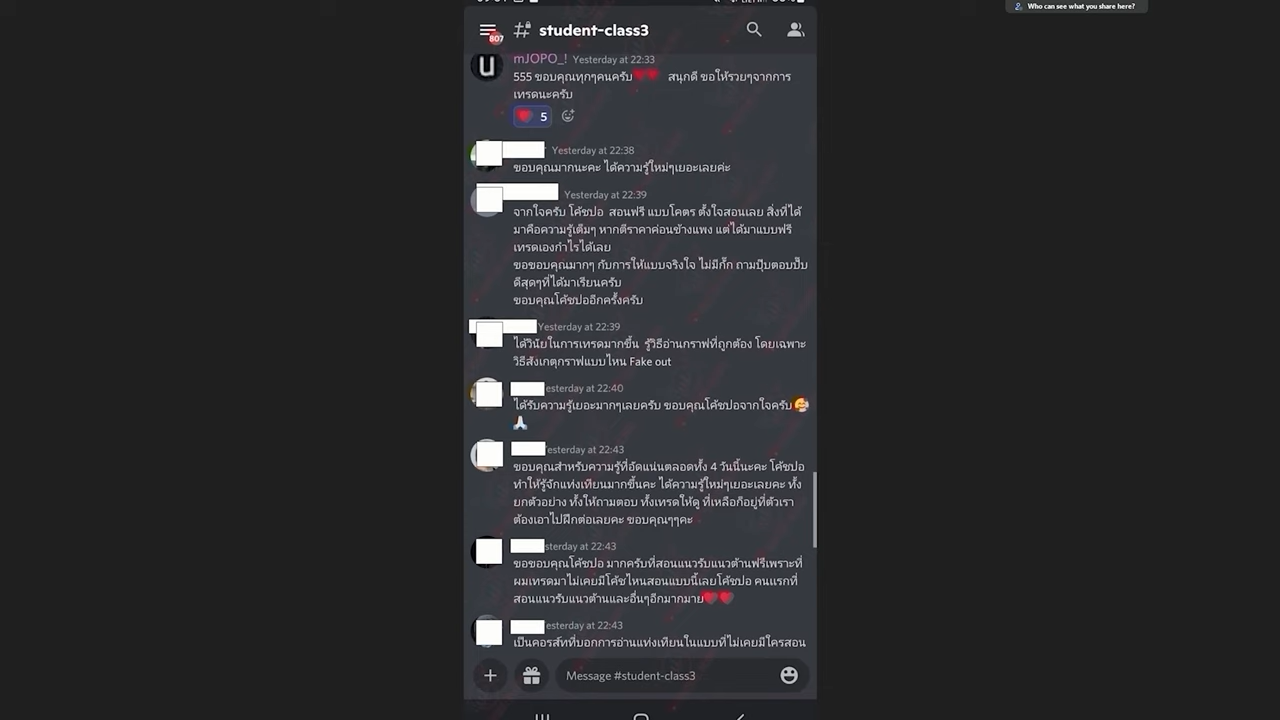 Who can see what you share here?
# student-class3
807
mJOPO_! Yesterday at 22:33
555 ขอบคุณทุกๆคนครับ❤️❤️ สนุกดี ขอให้รวยๆจากการ
เทรดนะครับ
❤️ 5
Yesterday at 22:38
ขอบคุณมากนะคะ ได้ความรู้ใหม่ๆเยอะเลยค่ะ
Yesterday at 22:39
จากใจครับ โค้ชปอ สอนฟรี แบบโคตร ตั้งใจสอนเลย สิ่งที่ได้
มาคือความรู้เต็มๆ หากตีราคาค่อนข้างแพง แต่ได้มาแบบฟรี
เทรดเองกำไรได้เลย
ขอขอบคุณมากๆ กับการให้แบบจริงใจ ไม่มีกั๊ก ถามปุ๊บตอบปั๊บ
ดีสุดๆที่ได้มาเรียนครับ
ขอบคุณโค้ชปออีกครั้งครับ
Yesterday at 22:39
ได้วินัยในการเทรดมากขึ้น รู้วิธีอ่านกราฟที่ถูกต้อง โดยเฉพาะ
วิธีสังเกตุกราฟแบบไหน Fake out
esterday at 22:40
ได้รับความรู้เยอะมากๆเลยครับ ขอบคุณโค้ชปอจากใจครับ🥰
🙏🏻
esterday at 22:43
ขอบคุณสำหรับความรู้ที่อัดแน่นตลอดทั้ง 4 วันนี้นะคะ โค้ชปอ
ทำให้รู้จักแท่งเทียนมากขึ้นคะ ได้ความรู้ใหม่ๆเยอะเลยคะ ทั้ง
ยกตัวอย่าง ทั้งให้ถามตอบ ทั้งเทรดให้ดู ที่เหลือก็อยู่ที่ตัวเรา
ต้องเอาไปฝึกต่อเลยคะ ขอบคุณๆๆคะ
sterday at 22:43
ขอขอบคุณโค้ชปอ มากครับที่สอนแนวรับแนวต้านฟรีเพราะที่
ผมเทรดมาไม่เคยมีโค้ชไหนสอนแบบนี้เลยโค้ชปอ คนแรกที่
สอนแนวรับแนวต้านและอื่นๆอีกมากมาย❤️❤️
esterday at 22:43
เป็นคอรส์ทที่บอกการอ่านแท่งเทียนในแบบที่ไม่เคยมีใครสอน
Message #student-class3